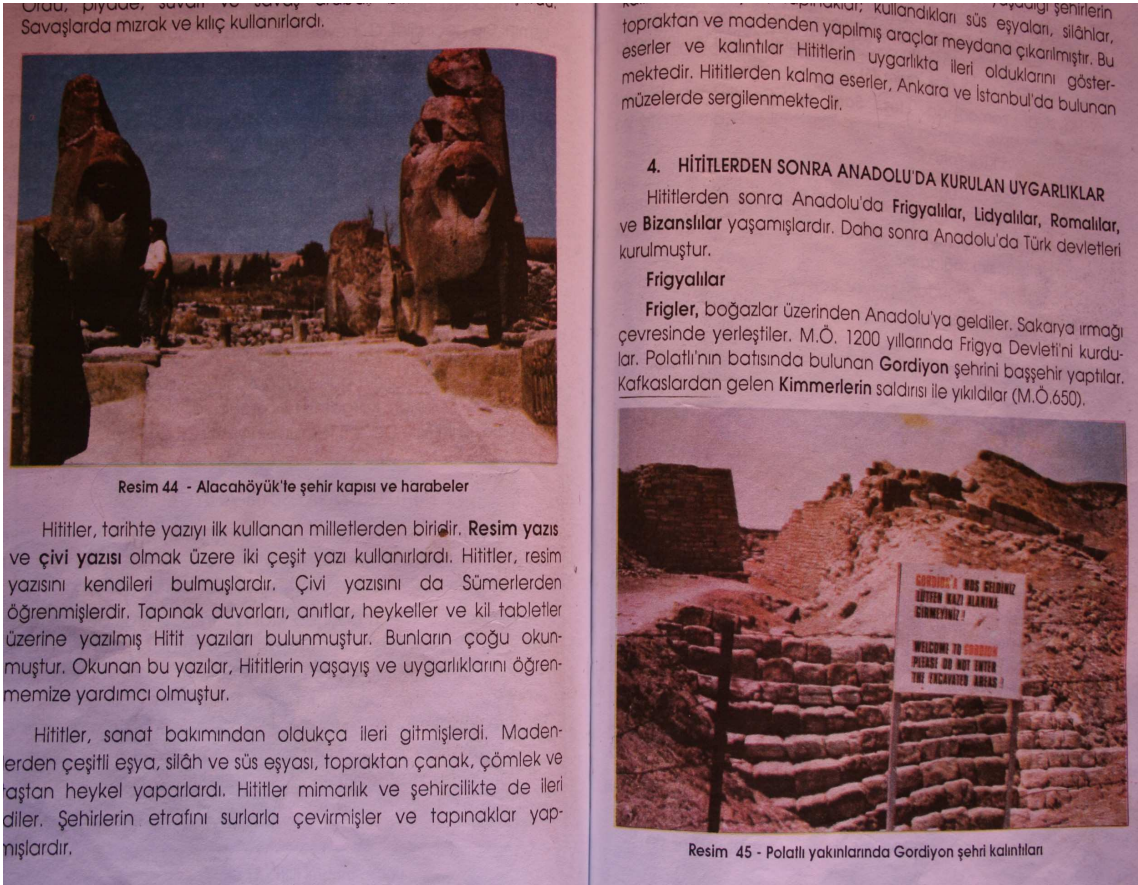 Ordu, piyade, süvari ve savaş
Savaşlarda mızrak ve kılıç kullanırlardı.
Resim 44 - Alacahöyük'te şehir kapısı ve harabeler
Hititler, tarihte yazıyı ilk kullanan milletlerden biridir. Resim yazıs
ve çivi yazısı olmak üzere iki çeşit yazı kullanırlardı. Hititler, resim
yazısını kendileri bulmuşlardır. Çivi yazısını da Sümerlerden
öğrenmişlerdir. Tapınak duvarları, anıtlar, heykeller ve kil tabletler
üzerine yazılmış Hitit yazıları bulunmuştur. Bunların çoğu okun-
muştur. Okunan bu yazılar, Hititlerin yaşayış ve uygarlıklarını öğren-
memize yardımcı olmuştur.
Hititler, sanat bakımından oldukça ileri gitmişlerdi. Maden-
erden çeşitli eşya, silâh ve süs eşyası, topraktan çanak, çömlek ve
taştan heykel yaparlardı. Hititler mimarlık ve şehircilikte de ileri
diler. Şehirlerin etrafını surlarla çevirmişler ve tapınaklar yap-
mışlardır.
şehirlerin
kullandıkları süs eşyaları, silâhlar,
topraktan ve madenden yapılmış araçlar meydana çıkarılmıştır. Bu
eserler ve kalıntılar Hititlerin uygarlıkta ileri olduklarını göster-
mektedir. Hititlerden kalma eserler, Ankara ve İstanbul'da bulunan
müzelerde sergilenmektedir.
4. HİTİTLERDEN SONRA ANADOLU'DA KURULAN UYGARLIKLAR
Hititlerden sonra Anadolu'da Frigyalılar, Lidyalılar, Romalılar,
ve Bizanslılar yaşamışlardır. Daha sonra Anadolu'da Türk devletleri
kurulmuştur.
Frigyalılar
Frigler, boğazlar üzerinden Anadolu'ya geldiler. Sakarya ırmağı
çevresinde yerleştiler. M.Ö. 1200 yıllarında Frigya Devleti'ni kurdu-
lar. Polatlı'nın batısında bulunan Gordiyon şehrini başşehir yaptılar.
Kafkaslardan gelen Kimmerlerin saldırısı ile yıkıldılar (M.Ö.650).
GORDION'A HOŞ GELDİNİZ
LÜTFEN KAZI ALANINA
GİRMEYİNİZ !
WELCOME TO GORDION
PLEASE DO NOT ENTER
THE EXCAVATED AREAS !
Resim 45 - Polatlı yakınlarında Gordiyon şehri kalıntıları